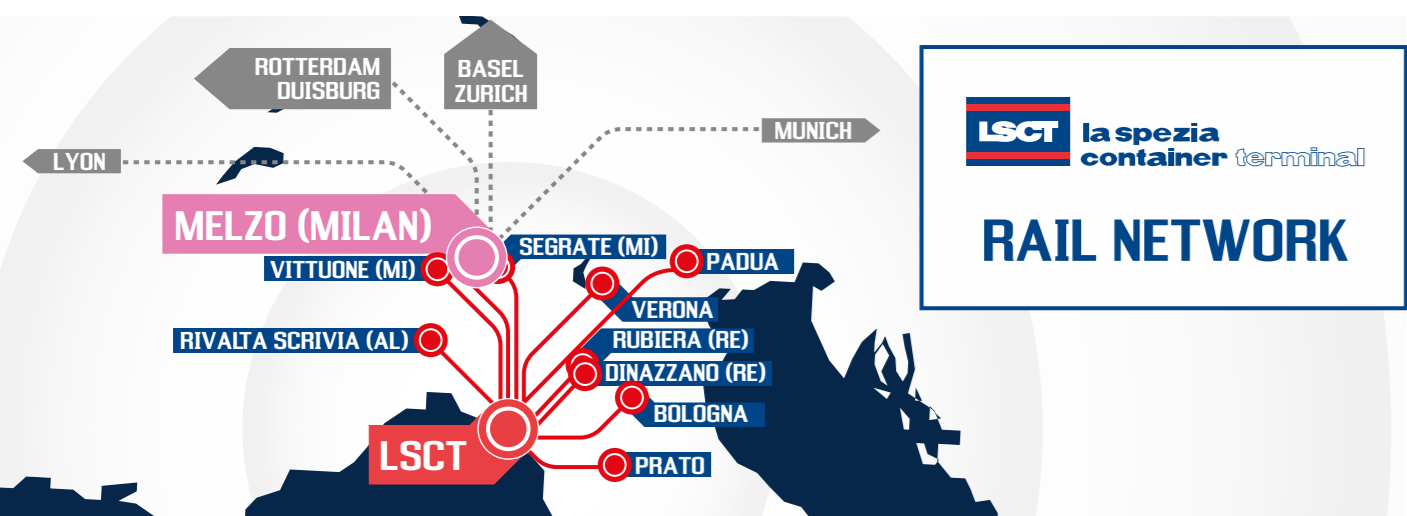 ROTTERDAM
DUISBURG
BASEL
ZURICH
MUNICH
LYON
MELZO (MILAN)
SEGRATE (MI)
VITTUONE (MI)
PADUA
VERONA
RIVALTA SCRIVIA (AL)
RUBIERA (RE)
DINAZZANO (RE)
BOLOGNA
LSCT
PRATO
LSCT
la spezia
container terminal
RAIL NETWORK